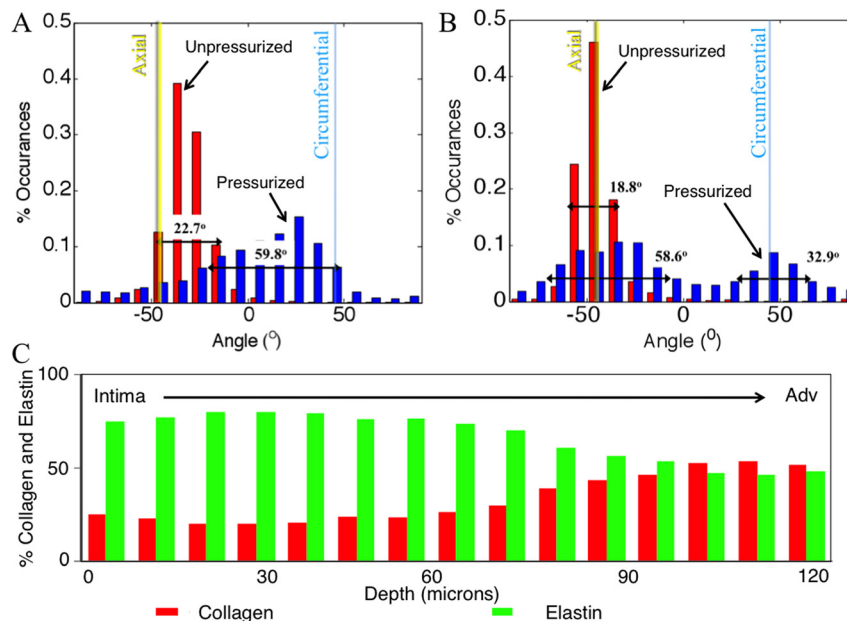 A
% Occurances
0.5
0.4
0.3
0.2
0.1
0
Axial
Unpressurized
Circumferential
Pressurized
22.7°
59.8°
-50
0
50
Angle (°)
B
% Occurances
0.5
0.4
0.3
0.2
0.1
0
Axial
Unpressurized
Circumferential
Pressurized
18.8°
58.6°
32.9°
-50
0
50
Angle (⁰)
C
% Collagen and Elastin
100
50
0
Intima
Adv
0
30
60
90
120
Depth (microns)
Collagen
Elastin